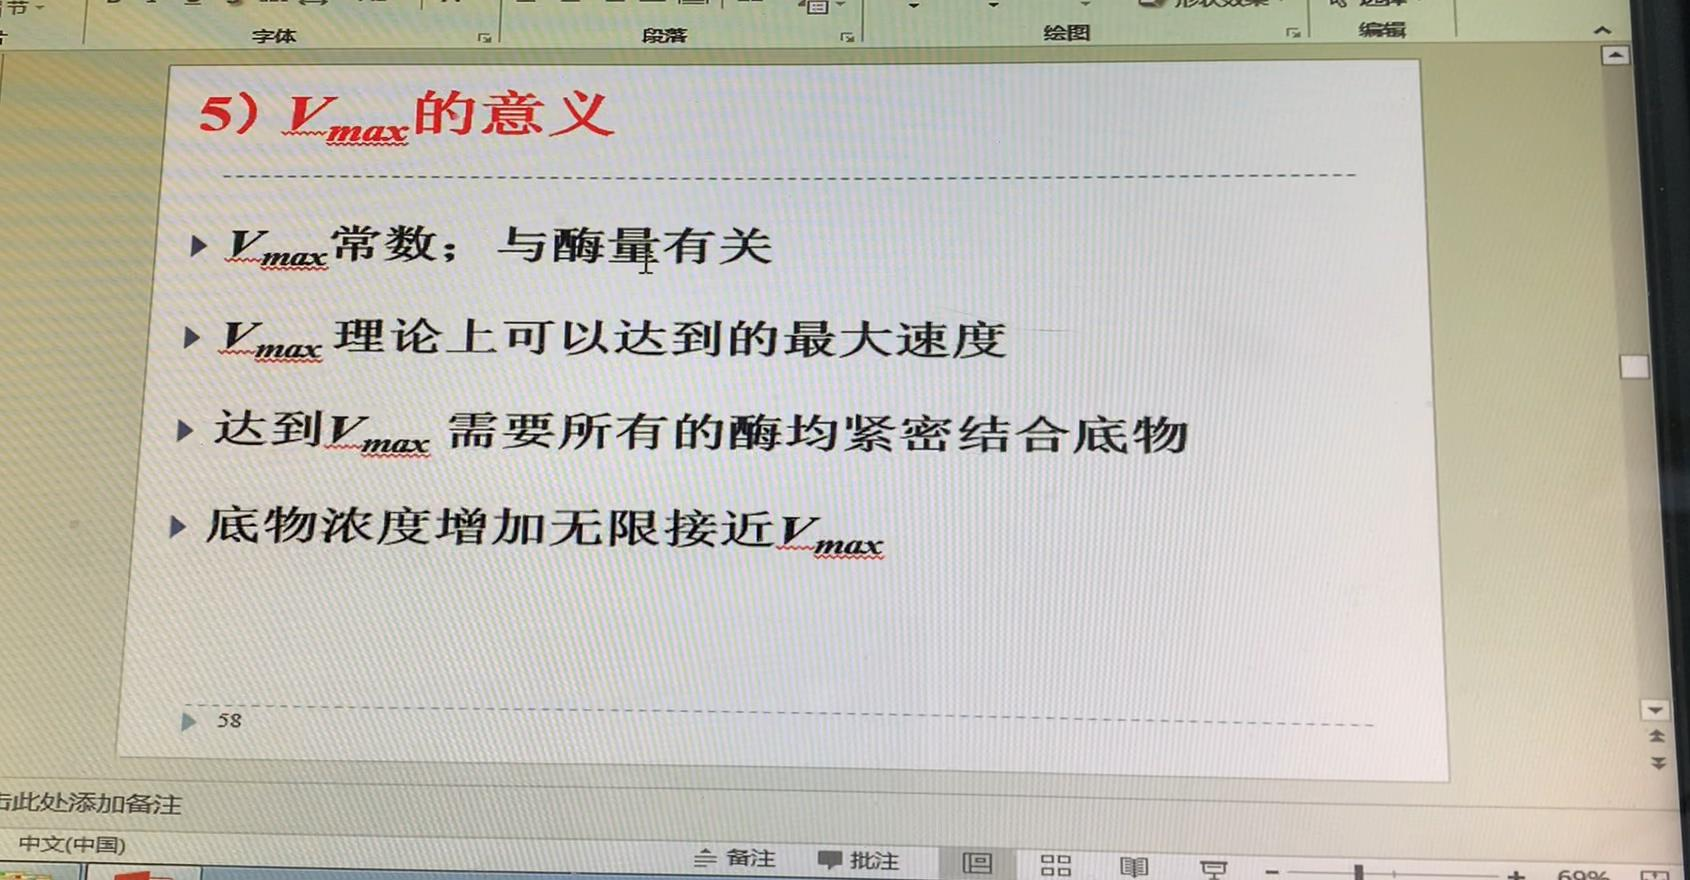 字体
段落
绘图
编辑
5) Vmax的意义
Vmax常数；与酶量有关
Vmax 理论上可以达到的最大速度
达到Vmax 需要所有的酶均紧密结合底物
底物浓度增加无限接近Vmax
58
此处添加备注
中文(中国)
备注
批注
69%